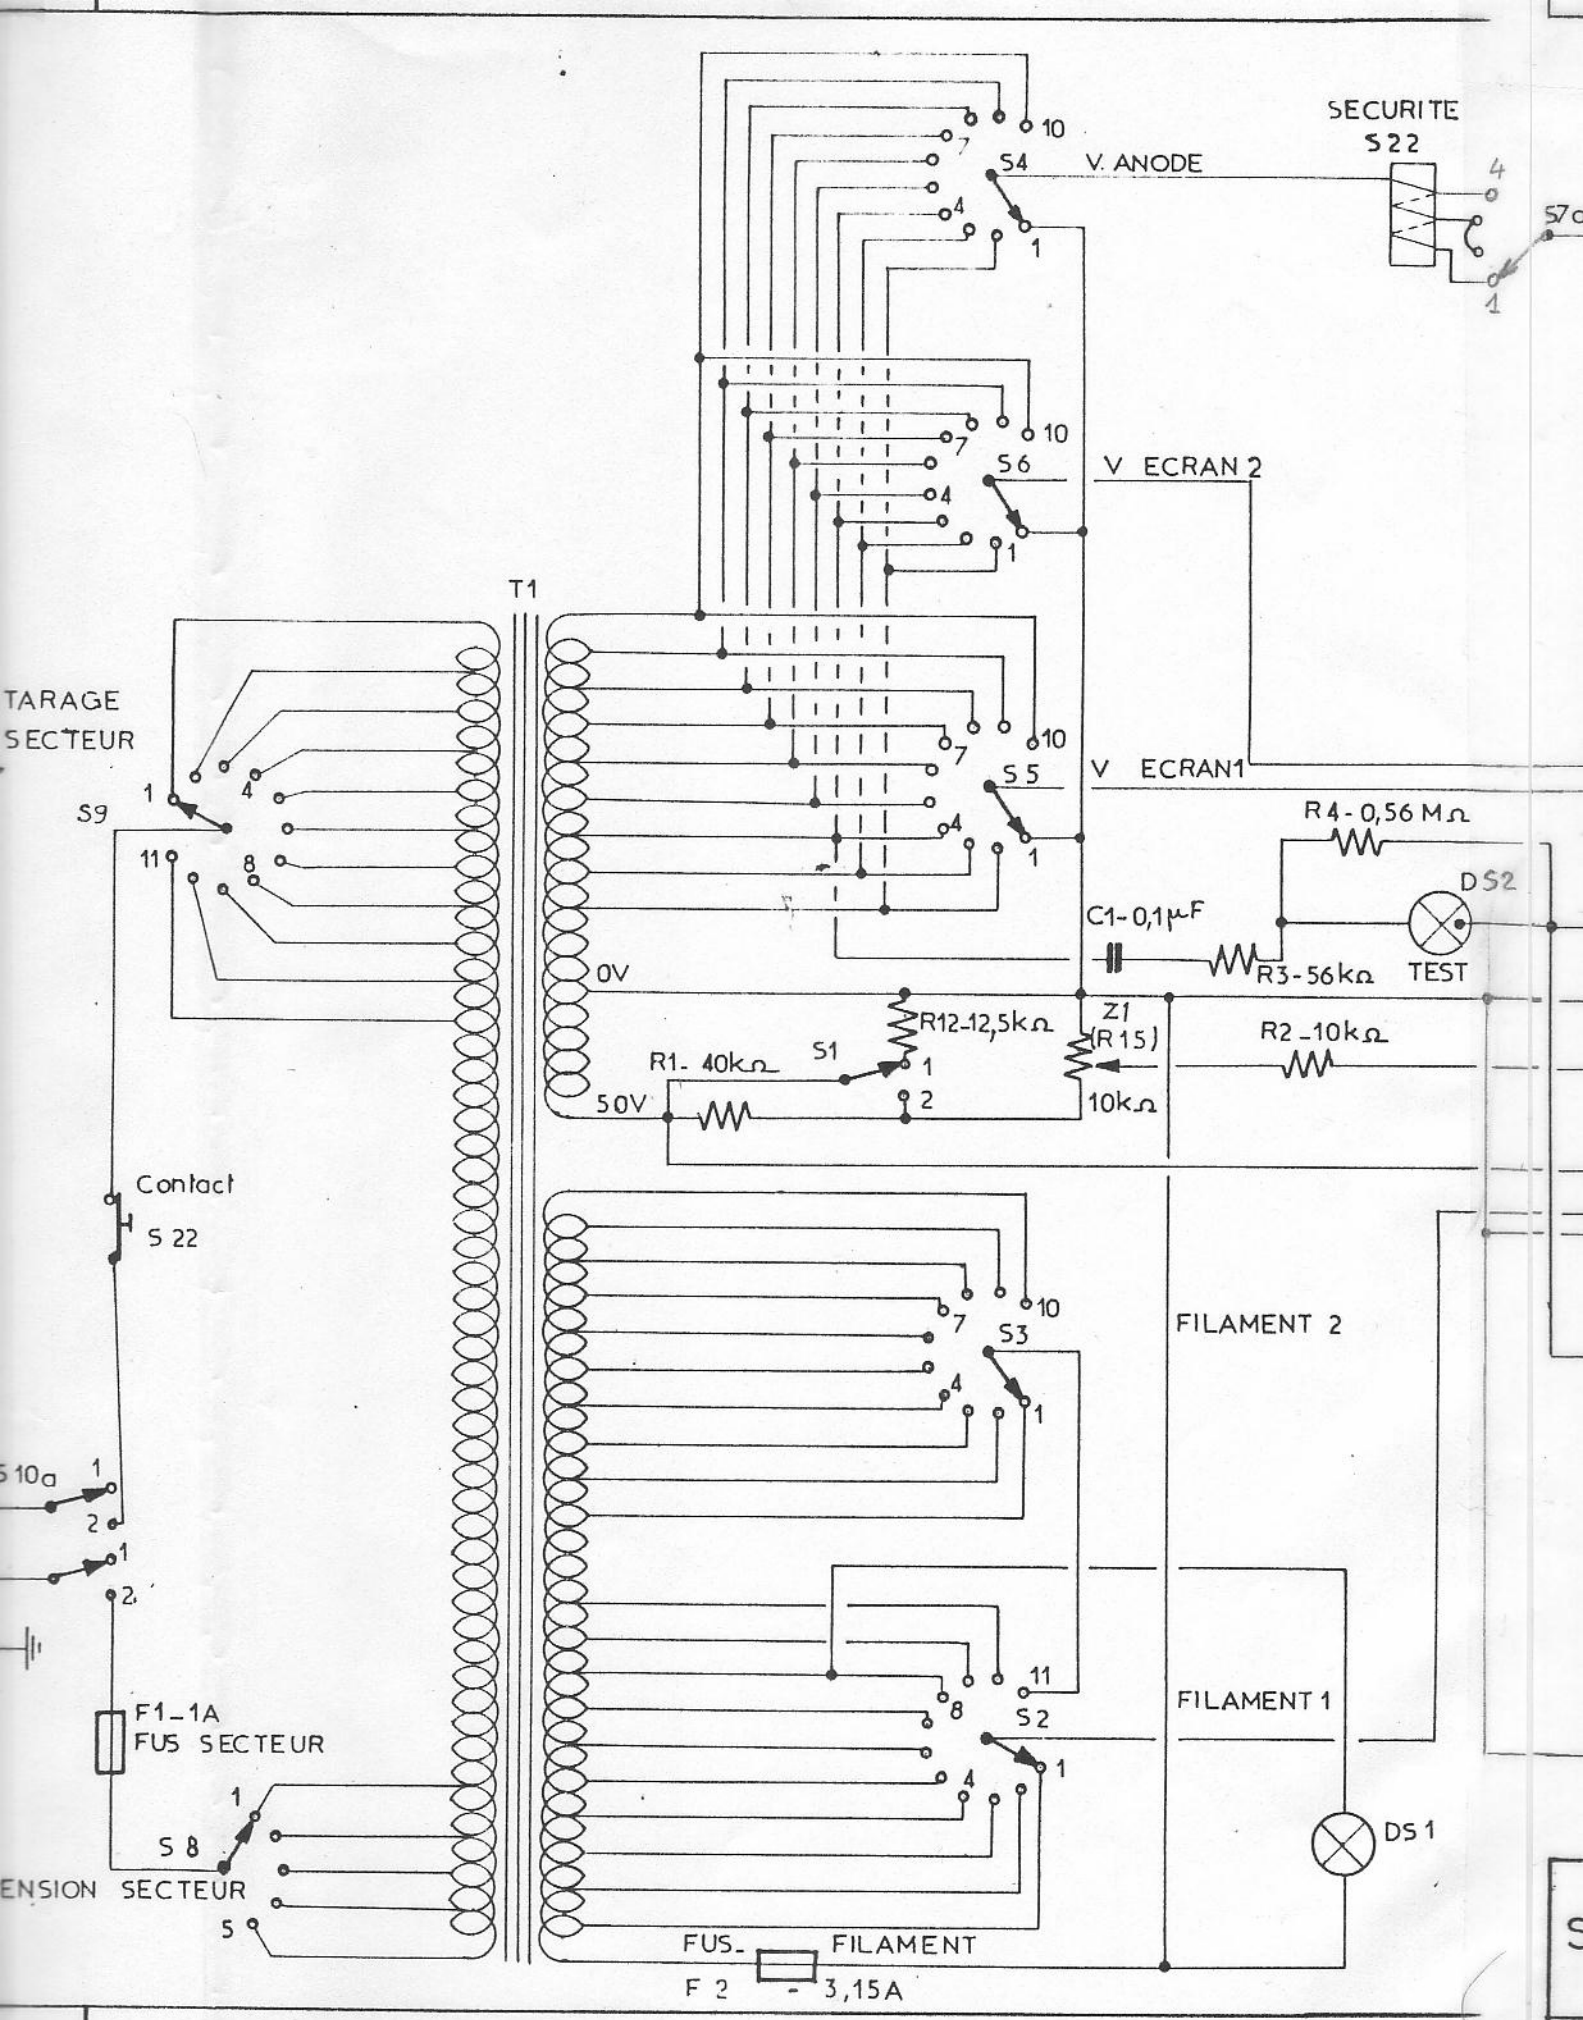 10
SECURITE
S22
7
S4
V. ANODE
4
4
S7
1
1
10
7
S6
V ECRAN 2
4
1
T1
TARAGE
SECTEUR
10
7
S5
V ECRAN1
1
4
S9
4
1
R4-0,56 MΩ
11
8
DS2
C1-0,1µF
0V
R3-56kΩ
TEST
R12-12,5kΩ
Z1
(R15)
R2-10kΩ
R1- 40kΩ
S1
1
50V
2
10kΩ
Contact
S 22
10
7
S3
FILAMENT 2
4
1
S10a
1
2
1
2
11
8
S2
FILAMENT 1
F1-1A
FUS SECTEUR
1
4
1
S 8
DS1
ENSION SECTEUR
5
FUS- FILAMENT
F 2 - 3,15A
S